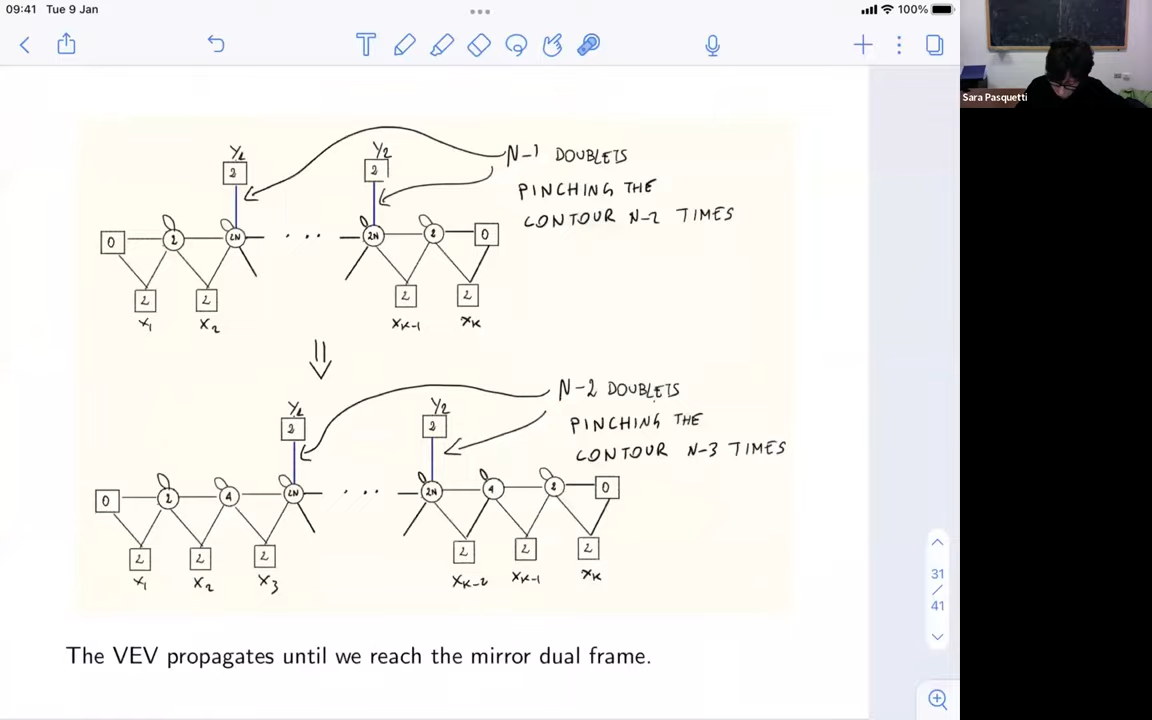 09:41 Tue 9 Jan
100%
Sara Pasquetti
Y1 Y2
2 2
N-1 DOUBLETS
PINCHING THE
CONTOUR N-2 TIMES
0 2 2N ... 2N 2 0
2 2 2 2
X1 X2 XK-1 XK
⇓
Y1 Y2
2 2
N-2 DOUBLETS
PINCHING THE
CONTOUR N-3 TIMES
0 2 4 2N ... 2N 4 2 0
2 2 2 2 2 2
X1 X2 X3 XK-2 XK-1 XK
31
/
41
The VEV propagates until we reach the mirror dual frame.